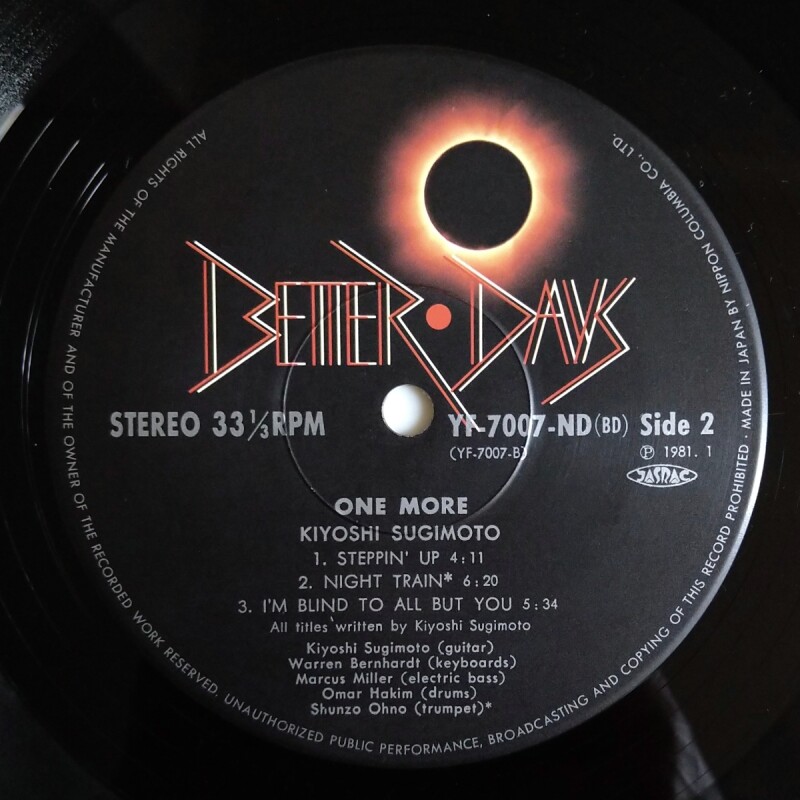 BETTER DAYS
STEREO 33⅓RPM
YF-7007-ND(BD) Side 2
(YF-7007-B)
Ⓟ 1981. 1
JASRAC
ONE MORE
KIYOSHI SUGIMOTO
1. STEPPIN' UP 4:11
2. NIGHT TRAIN* 6:20
3. I'M BLIND TO ALL BUT YOU 5:34
All titles written by Kiyoshi Sugimoto
Kiyoshi Sugimoto (guitar)
Warren Bernhardt (keyboards)
Marcus Miller (electric bass)
Omar Hakim (drums)
Shunzo Ohno (trumpet)*
ALL RIGHTS OF THE MANUFACTURER AND OF THE OWNER OF THE RECORDED WORK RESERVED. UNAUTHORIZED PUBLIC PERFORMANCE, BROADCASTING AND COPYING OF THIS RECORD PROHIBITED · MADE IN JAPAN BY NIPPON COLUMBIA CO., LTD.